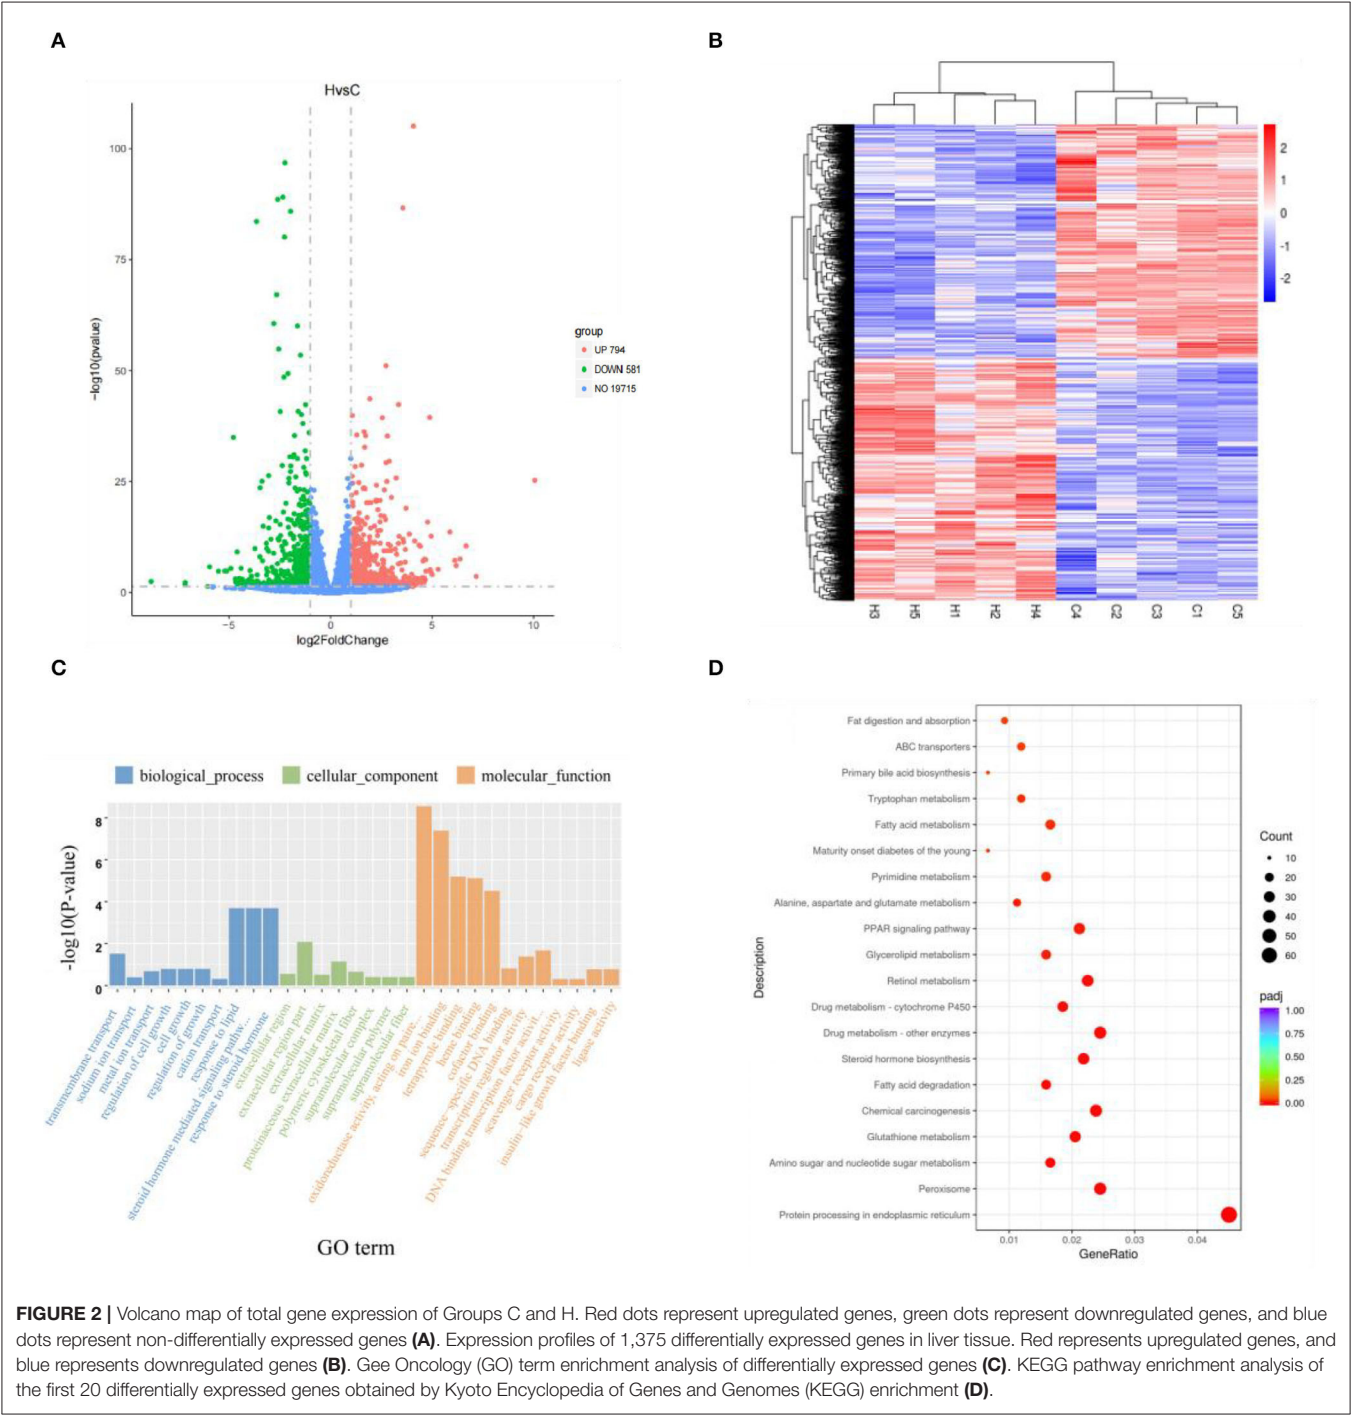 A
HvsC
100
75
50
25
0
−log10(pvalue)
−5
0
5
10
log2FoldChange
group
UP 794
DOWN 581
NO 19715
B
2
1
0
-1
-2
H3
H5
H1
H2
H4
C4
C2
C3
C1
C5
C
biological_process
cellular_component
molecular_function
-log10(P-value)
8
6
4
2
0
transmembrane transport
sodium ion transport
metal ion transport
regulation of cell growth
cell growth
regulation of growth
cation transport
response to lipid
steroid hormone mediated signaling pathw...
response to steroid hormone
extracellular region
extracellular region part
extracellular matrix
proteinaceous extracellular matrix
polymeric cytoskeletal fiber
supramolecular complex
supramolecular polymer
supramolecular fiber
oxidoreductase activity, acting on paire...
iron ion binding
tetrapyrrole binding
heme binding
cofactor binding
sequence−specific DNA binding
transcription regulator activity
DNA binding transcription factor activit...
scavenger receptor activity
cargo receptor activity
insulin−like growth factor binding
ligase activity
GO term
D
Description
Fat digestion and absorption
ABC transporters
Primary bile acid biosynthesis
Tryptophan metabolism
Fatty acid metabolism
Maturity onset diabetes of the young
Pyrimidine metabolism
Alanine, aspartate and glutamate metabolism
PPAR signaling pathway
Glycerolipid metabolism
Retinol metabolism
Drug metabolism - cytochrome P450
Drug metabolism - other enzymes
Steroid hormone biosynthesis
Fatty acid degradation
Chemical carcinogenesis
Glutathione metabolism
Amino sugar and nucleotide sugar metabolism
Peroxisome
Protein processing in endoplasmic reticulum
0.01
0.02
0.03
0.04
GeneRatio
Count
10
20
30
40
50
60
padj
1.00
0.75
0.50
0.25
0.00
FIGURE 2 | Volcano map of total gene expression of Groups C and H. Red dots represent upregulated genes, green dots represent downregulated genes, and blue
dots represent non-differentially expressed genes (A). Expression profiles of 1,375 differentially expressed genes in liver tissue. Red represents upregulated genes, and
blue represents downregulated genes (B). Gee Oncology (GO) term enrichment analysis of differentially expressed genes (C). KEGG pathway enrichment analysis of
the first 20 differentially expressed genes obtained by Kyoto Encyclopedia of Genes and Genomes (KEGG) enrichment (D).